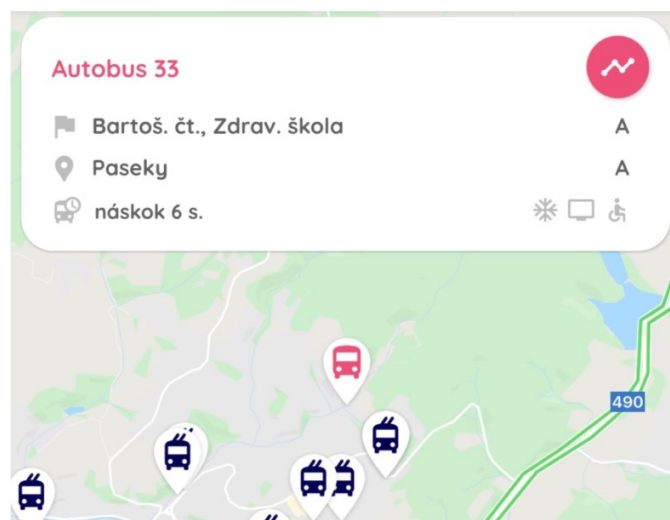 Autobus 33
Bartoš. čt., Zdrav. škola A
Paseky A
náskok 6 s.
490